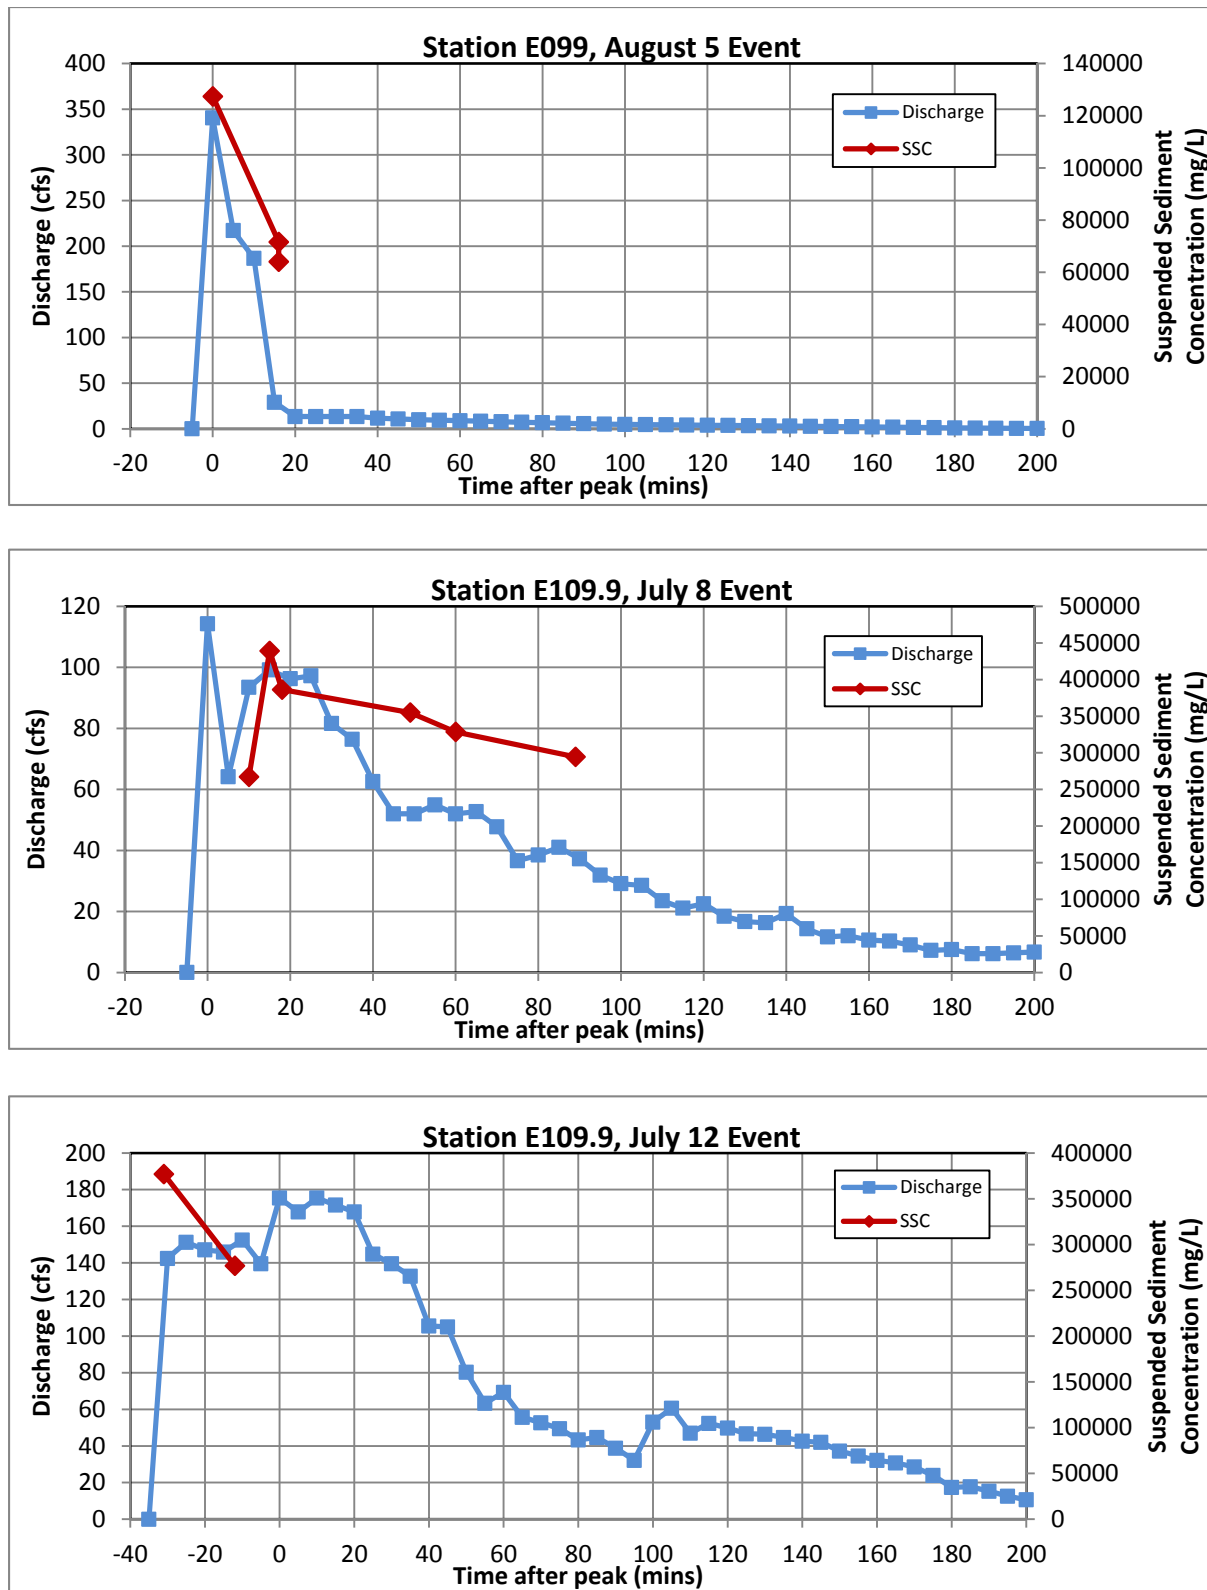 Station E099, August 5 Event
400
350
300
250
200
150
100
50
0
Discharge (cfs)
140000
120000
100000
80000
60000
40000
20000
0
Suspended Sediment
Concentration (mg/L)
Discharge
SSC
-20 0 20 40 60 80 100 120 140 160 180 200
Time after peak (mins)
Station E109.9, July 8 Event
120
100
80
60
40
20
0
Discharge (cfs)
500000
450000
400000
350000
300000
250000
200000
150000
100000
50000
0
Suspended Sediment
Concentration (mg/L)
Discharge
SSC
-20 0 20 40 60 80 100 120 140 160 180 200
Time after peak (mins)
Station E109.9, July 12 Event
200
180
160
140
120
100
80
60
40
20
0
Discharge (cfs)
400000
350000
300000
250000
200000
150000
100000
50000
0
Suspended Sediment
Concentration (mg/L)
Discharge
SSC
-40 -20 0 20 40 60 80 100 120 140 160 180 200
Time after peak (mins)